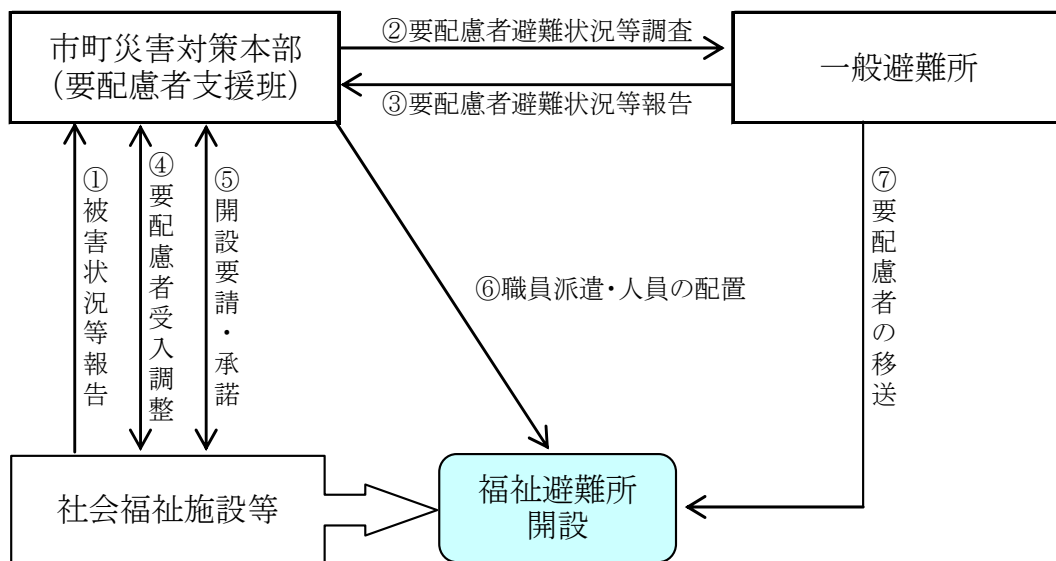 市町災害対策本部
(要配慮者支援班)
②要配慮者避難状況等調査
③要配慮者避難状況等報告
一般避難所
①被害状況等報告
④要配慮者受入調整
⑤開設要請・承諾
⑥職員派遣・人員の配置
⑦要配慮者の移送
社会福祉施設等
福祉避難所
開設